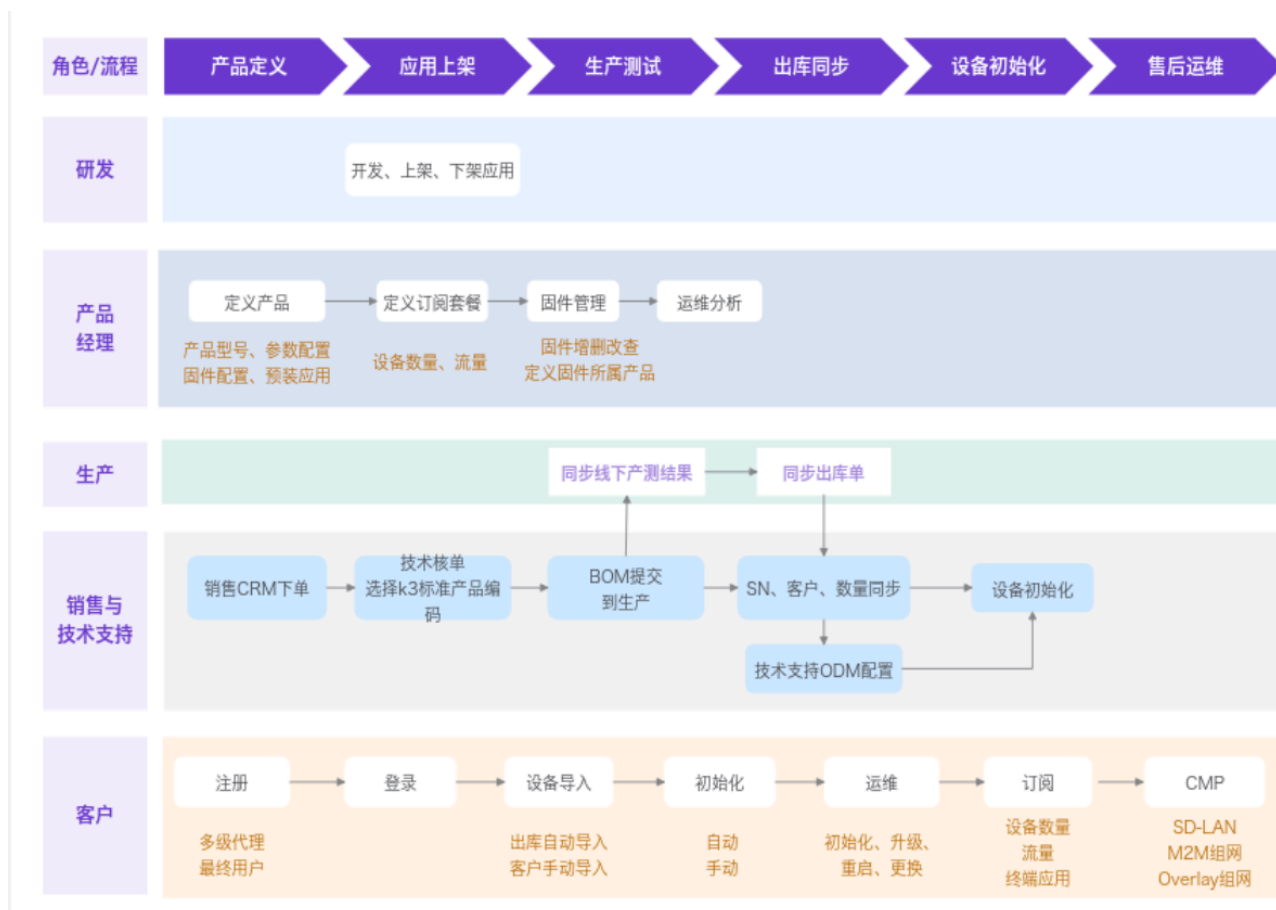 角色/流程
产品定义
应用上架
生产测试
出库同步
设备初始化
售后运维
研发
开发、上架、下架应用
产品
经理
定义产品
定义订阅套餐
固件管理
运维分析
产品型号、参数配置
固件配置、预装应用
设备数量、流量
固件增删改查
定义固件所属产品
生产
同步线下产测结果
同步出库单
销售与
技术支持
销售CRM下单
技术核单
选择k3标准产品编
码
BOM提交
到生产
SN、客户、数量同步
设备初始化
技术支持ODM配置
客户
注册
登录
设备导入
初始化
运维
订阅
CMP
多级代理
最终用户
出库自动导入
客户手动导入
自动
手动
初始化、升级、
重启、更换
设备数量
流量
终端应用
SD-LAN
M2M组网
Overlay组网